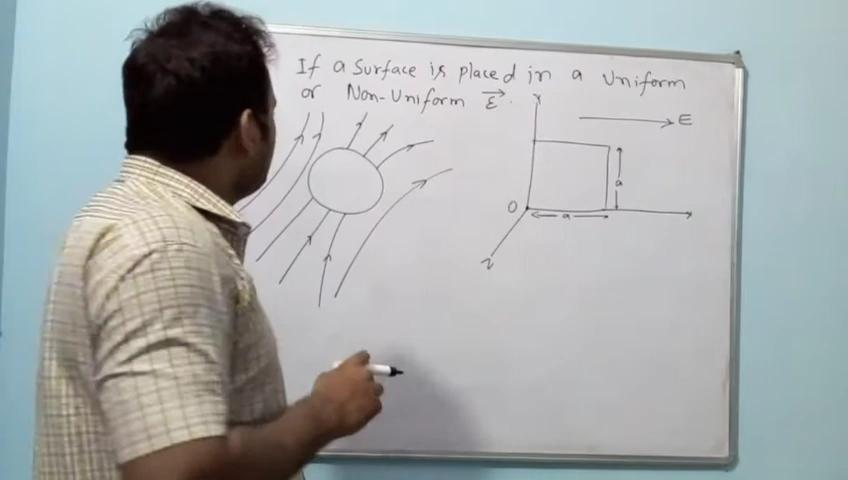 If a Surface is placed in a Uniform
or Non-Uniform E.
Y
E
a
O
a
Z